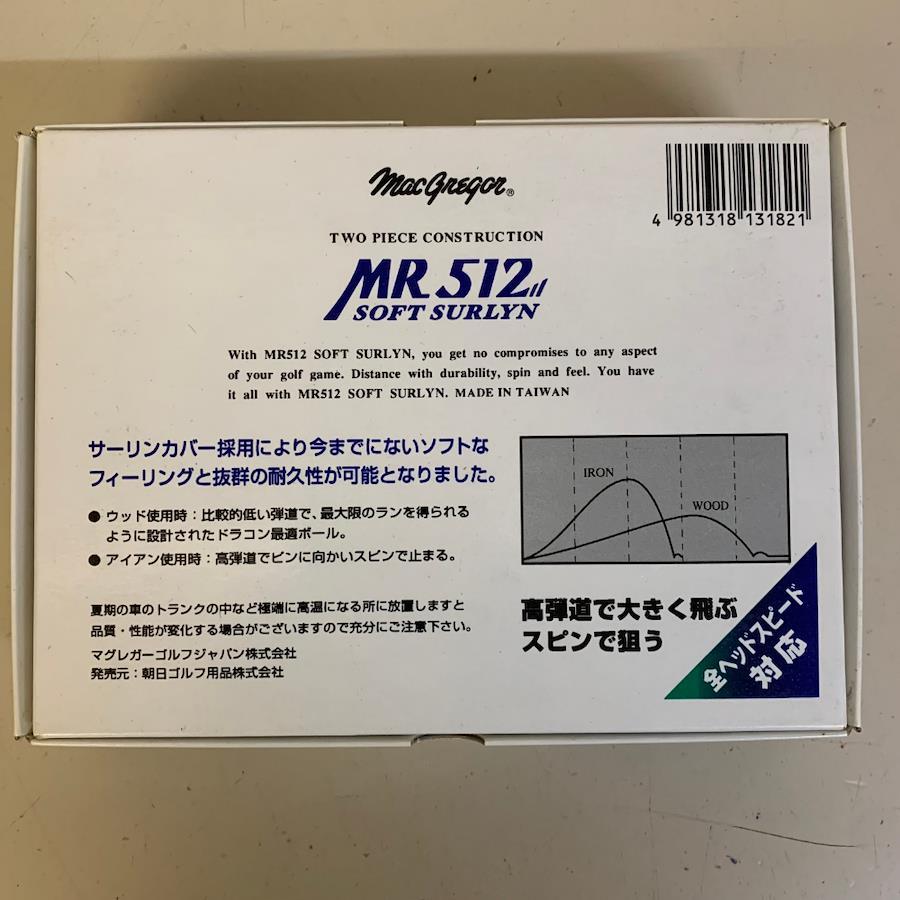 MacGregor®
4 981318 131821
TWO PIECE CONSTRUCTION
MR 512
SOFT SURLYN
With MR512 SOFT SURLYN, you get no compromises to any aspect
of your golf game. Distance with durability, spin and feel. You have
it all with MR512 SOFT SURLYN. MADE IN TAIWAN
サーリンカバー採用により今までにないソフトな
フィーリングと抜群の耐久性が可能となりました。
● ウッド使用時：比較的低い弾道で、最大限のランを得られる
ように設計されたドラコン最適ボール。
● アイアン使用時：高弾道でピンに向かいスピンで止まる。
夏期の車のトランクの中など極端に高温になる所に放置しますと
品質・性能が変化する場合がございますので充分にご注意下さい。
マグレガーゴルフジャパン株式会社
発売元：朝日ゴルフ用品株式会社
IRON
WOOD
高弾道で大きく飛ぶ
スピンで狙う
全ヘッドスピード
対応